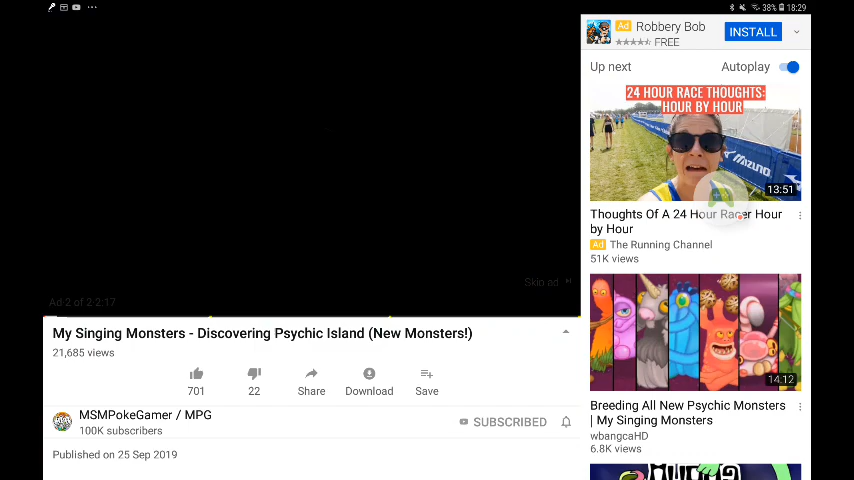 38% 18:29
Ad Robbery Bob
FREE
INSTALL
Up next
Autoplay
24 HOUR RACE THOUGHTS:
HOUR BY HOUR
MIZUNO
13:51
Thoughts Of A 24 Hour Racer Hour
by Hour
Ad The Running Channel
51K views
Skip ad
Ad 2 of 2·2:17
My Singing Monsters - Discovering Psychic Island (New Monsters!)
21,685 views
701
22
Share
Download
Save
MSMPokeGamer / MPG
100K subscribers
SUBSCRIBED
Published on 25 Sep 2019
14:12
Breeding All New Psychic Monsters
| My Singing Monsters
wbangcaHD
6.8K views